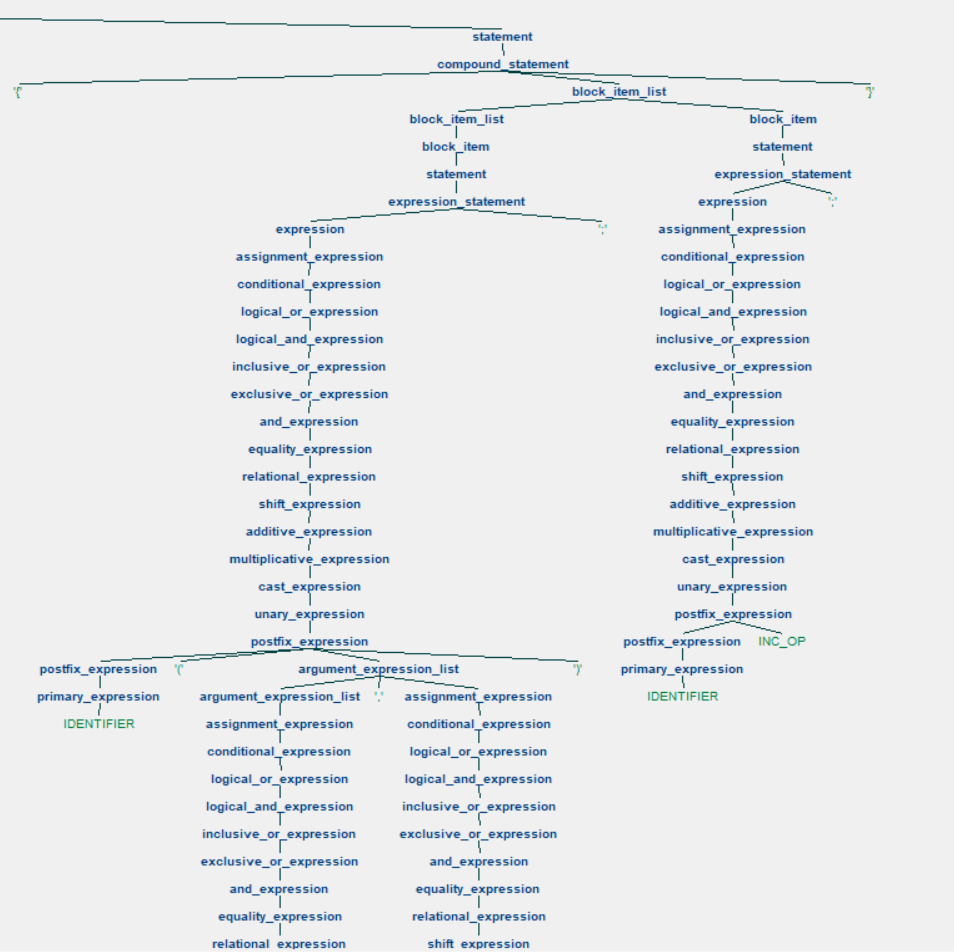 statement
compound_statement
'{' block_item_list '}'
block_item_list block_item
block_item statement
statement expression_statement
expression_statement expression ';'
expression ';' assignment_expression
assignment_expression conditional_expression
conditional_expression logical_or_expression
logical_or_expression logical_and_expression
logical_and_expression inclusive_or_expression
inclusive_or_expression exclusive_or_expression
exclusive_or_expression and_expression
and_expression equality_expression
equality_expression relational_expression
relational_expression shift_expression
shift_expression additive_expression
additive_expression multiplicative_expression
multiplicative_expression cast_expression
cast_expression unary_expression
unary_expression postfix_expression
postfix_expression postfix_expression INC_OP
postfix_expression '(' argument_expression_list ')' primary_expression
primary_expression argument_expression_list ',' assignment_expression IDENTIFIER
IDENTIFIER assignment_expression conditional_expression
conditional_expression logical_or_expression
logical_or_expression logical_and_expression
logical_and_expression inclusive_or_expression
inclusive_or_expression exclusive_or_expression
exclusive_or_expression and_expression
and_expression equality_expression
equality_expression relational_expression
relational_expression shift_expression